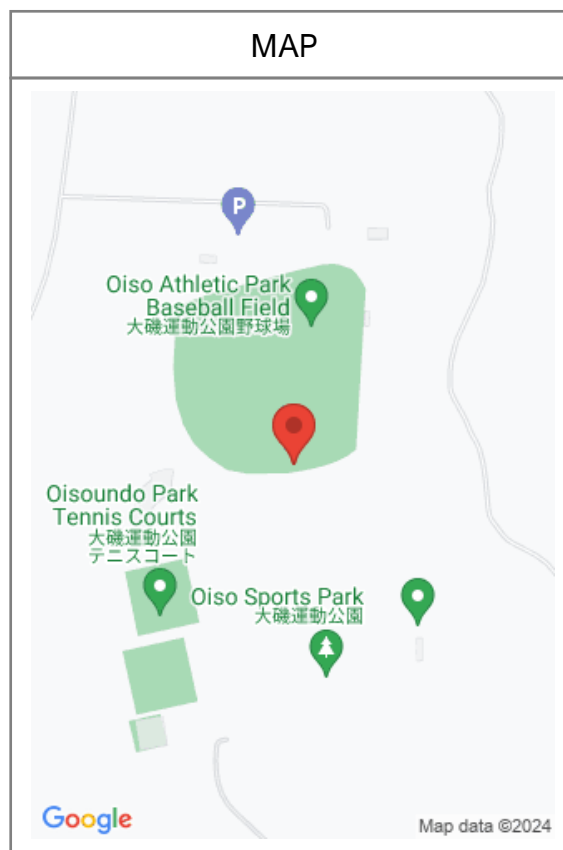 MAP
P
Oiso Athletic Park
Baseball Field
大磯運動公園野球場
Oisoundo Park
Tennis Courts
大磯運動公園
テニスコート
Oiso Sports Park
大磯運動公園
Google
Map data ©2024